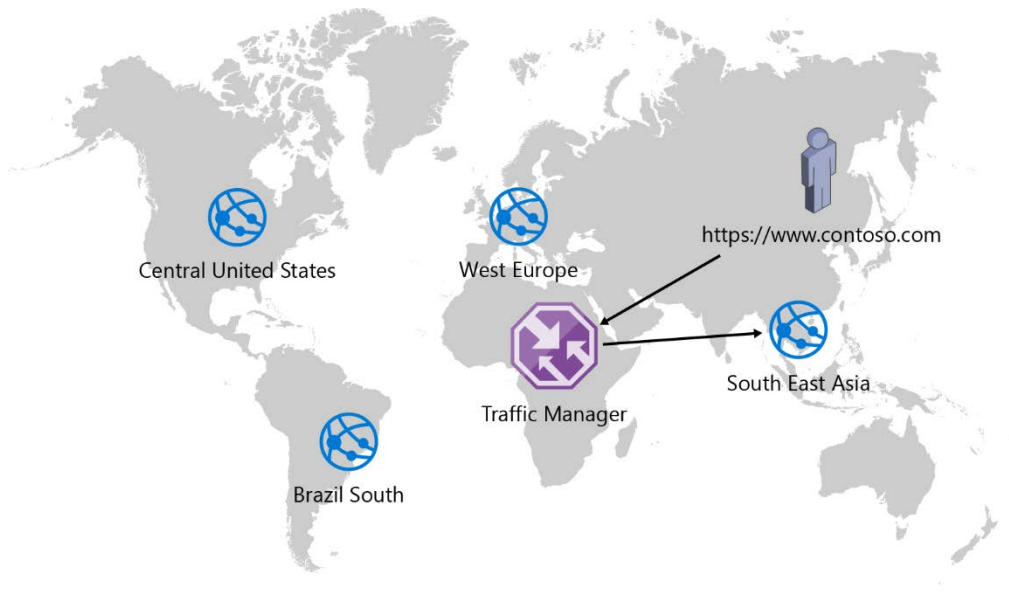 https://www.contoso.com
Central United States
West Europe
South East Asia
Traffic Manager
Brazil South